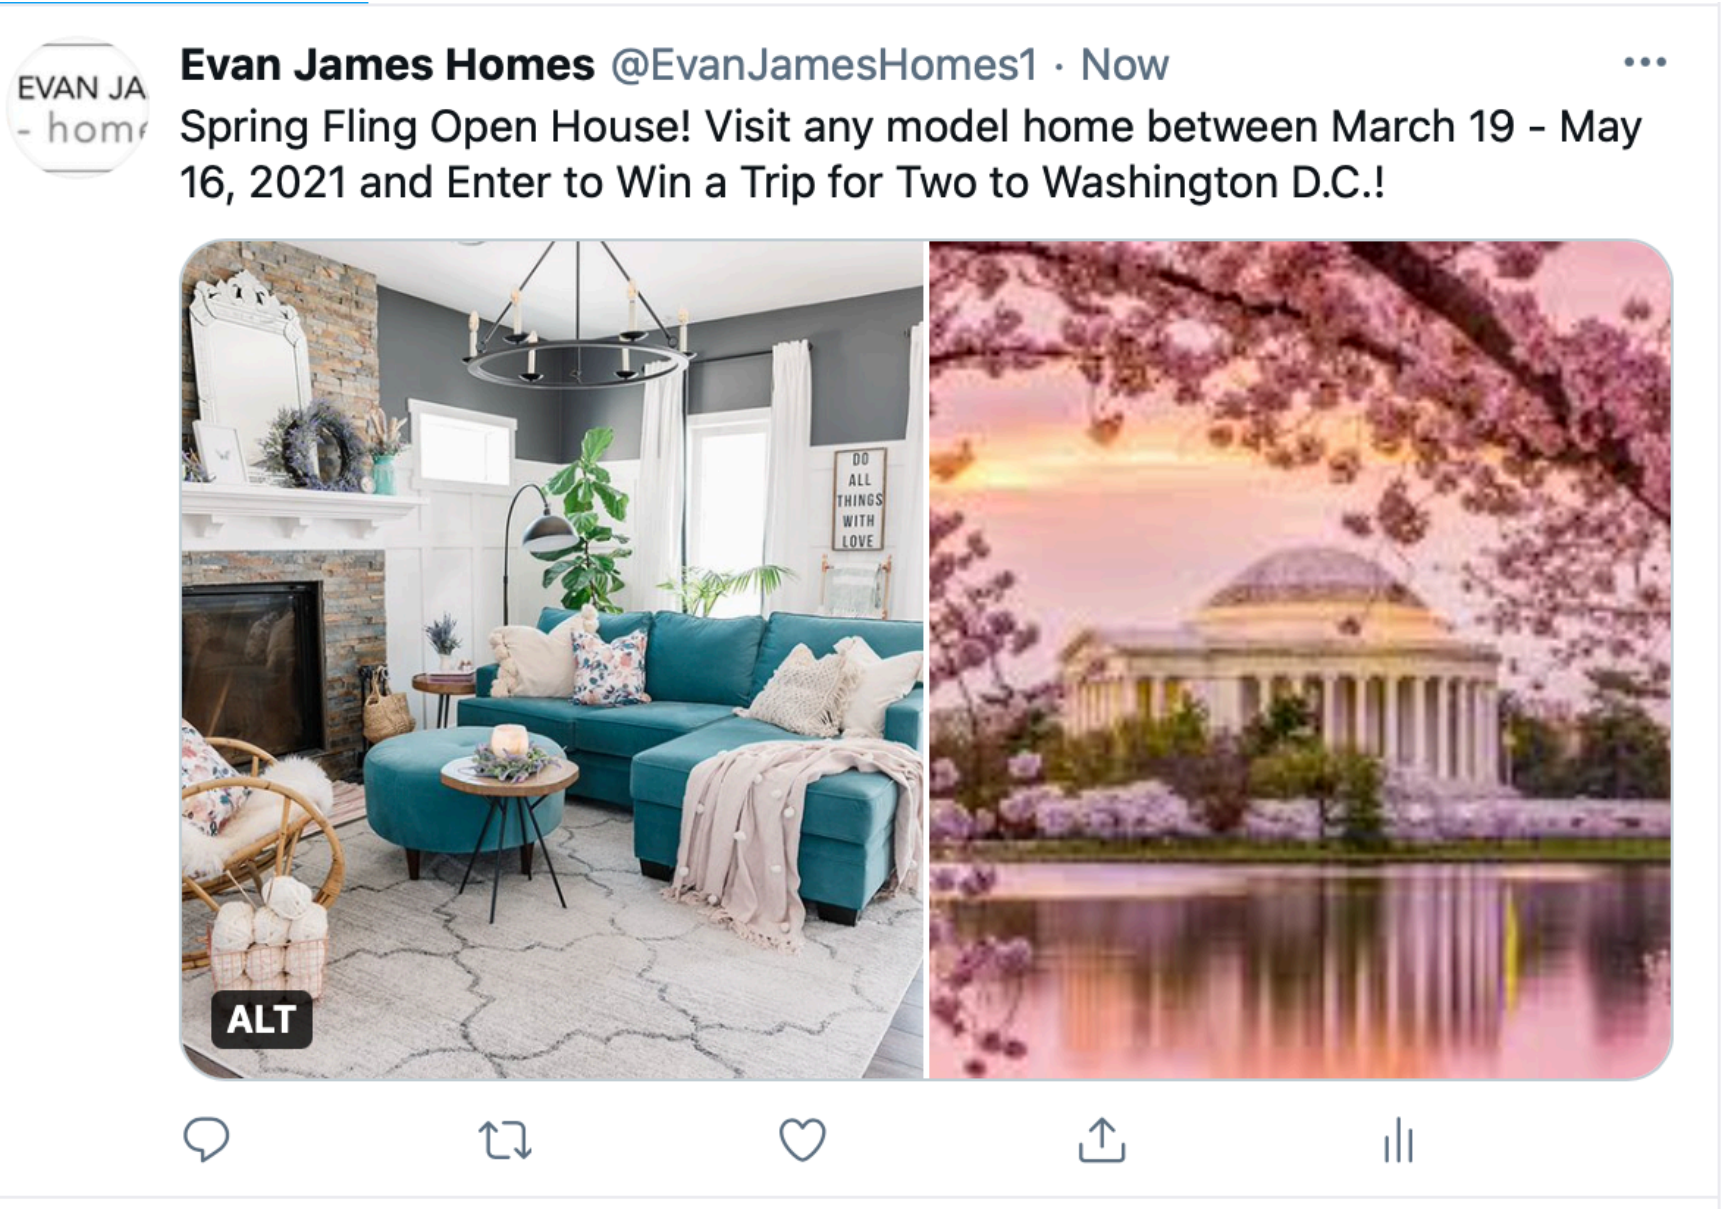 Evan James Homes @EvanJamesHomes1 · Now
EVAN JA
- home
Spring Fling Open House! Visit any model home between March 19 - May
16, 2021 and Enter to Win a Trip for Two to Washington D.C.!
DO
ALL
THINGS
WITH
LOVE
ALT